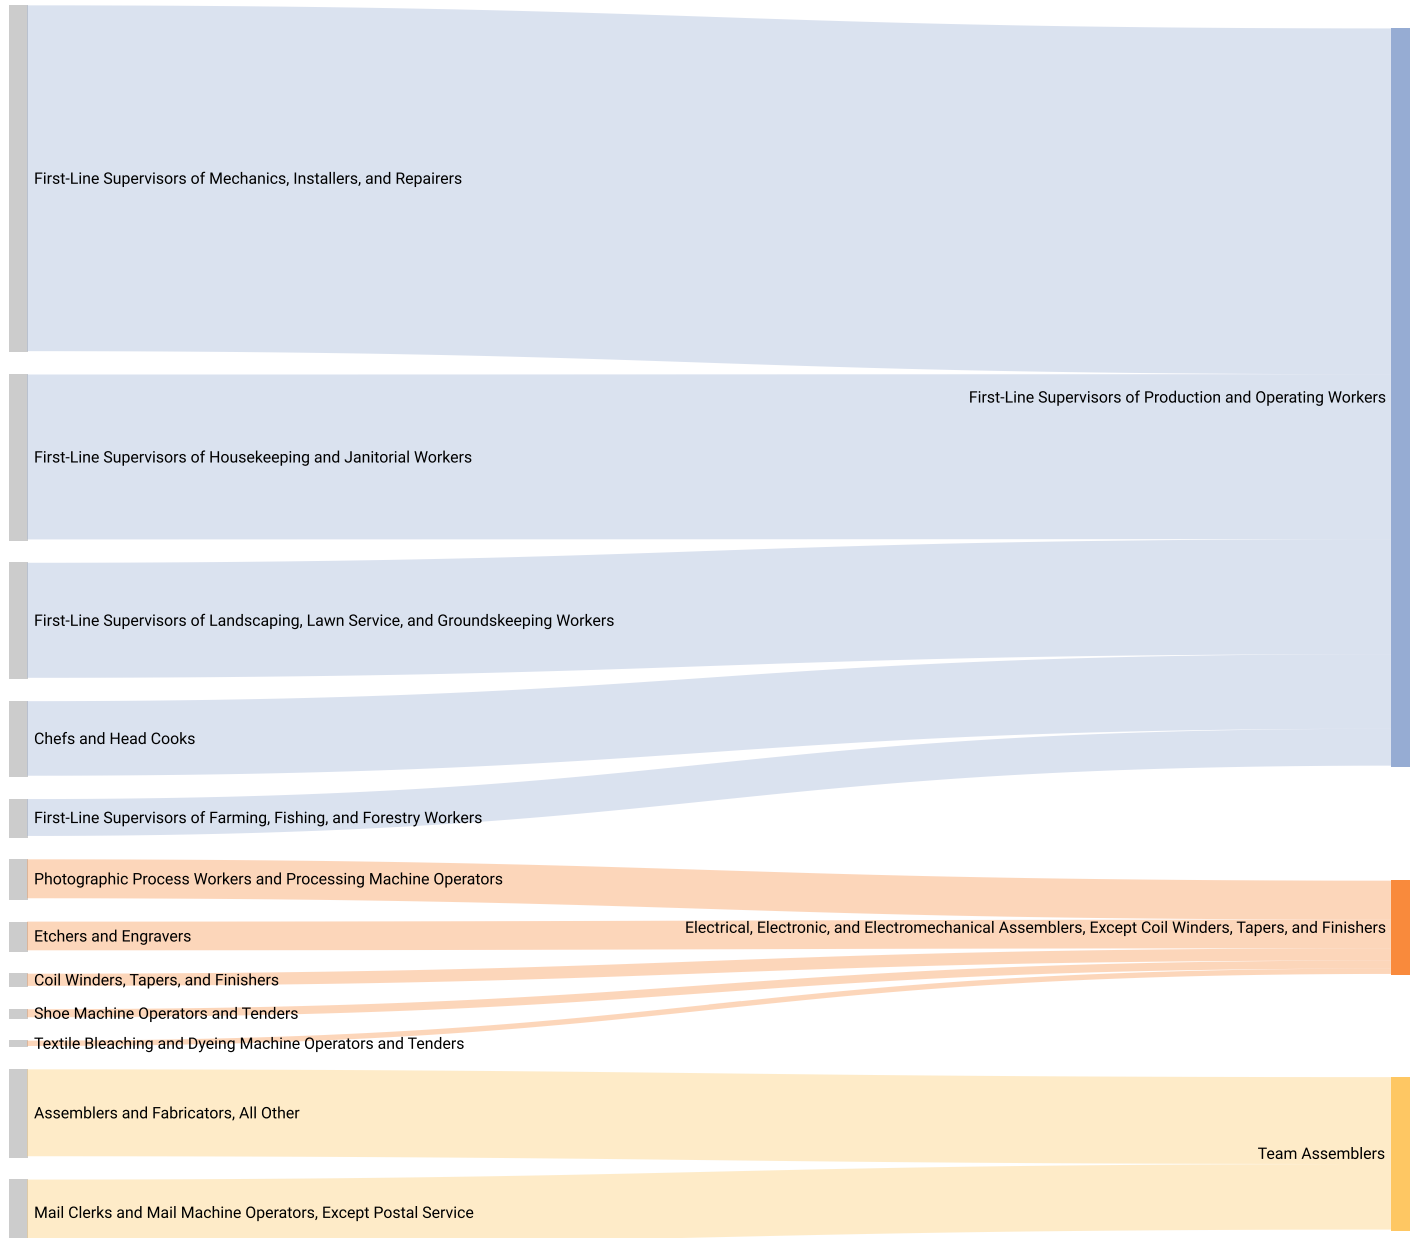 First-Line Supervisors of Mechanics, Installers, and Repairers
First-Line Supervisors of Production and Operating Workers
First-Line Supervisors of Housekeeping and Janitorial Workers
First-Line Supervisors of Landscaping, Lawn Service, and Groundskeeping Workers
Chefs and Head Cooks
First-Line Supervisors of Farming, Fishing, and Forestry Workers
Photographic Process Workers and Processing Machine Operators
Electrical, Electronic, and Electromechanical Assemblers, Except Coil Winders, Tapers, and Finishers
Etchers and Engravers
Coil Winders, Tapers, and Finishers
Shoe Machine Operators and Tenders
Textile Bleaching and Dyeing Machine Operators and Tenders
Assemblers and Fabricators, All Other
Team Assemblers
Mail Clerks and Mail Machine Operators, Except Postal Service